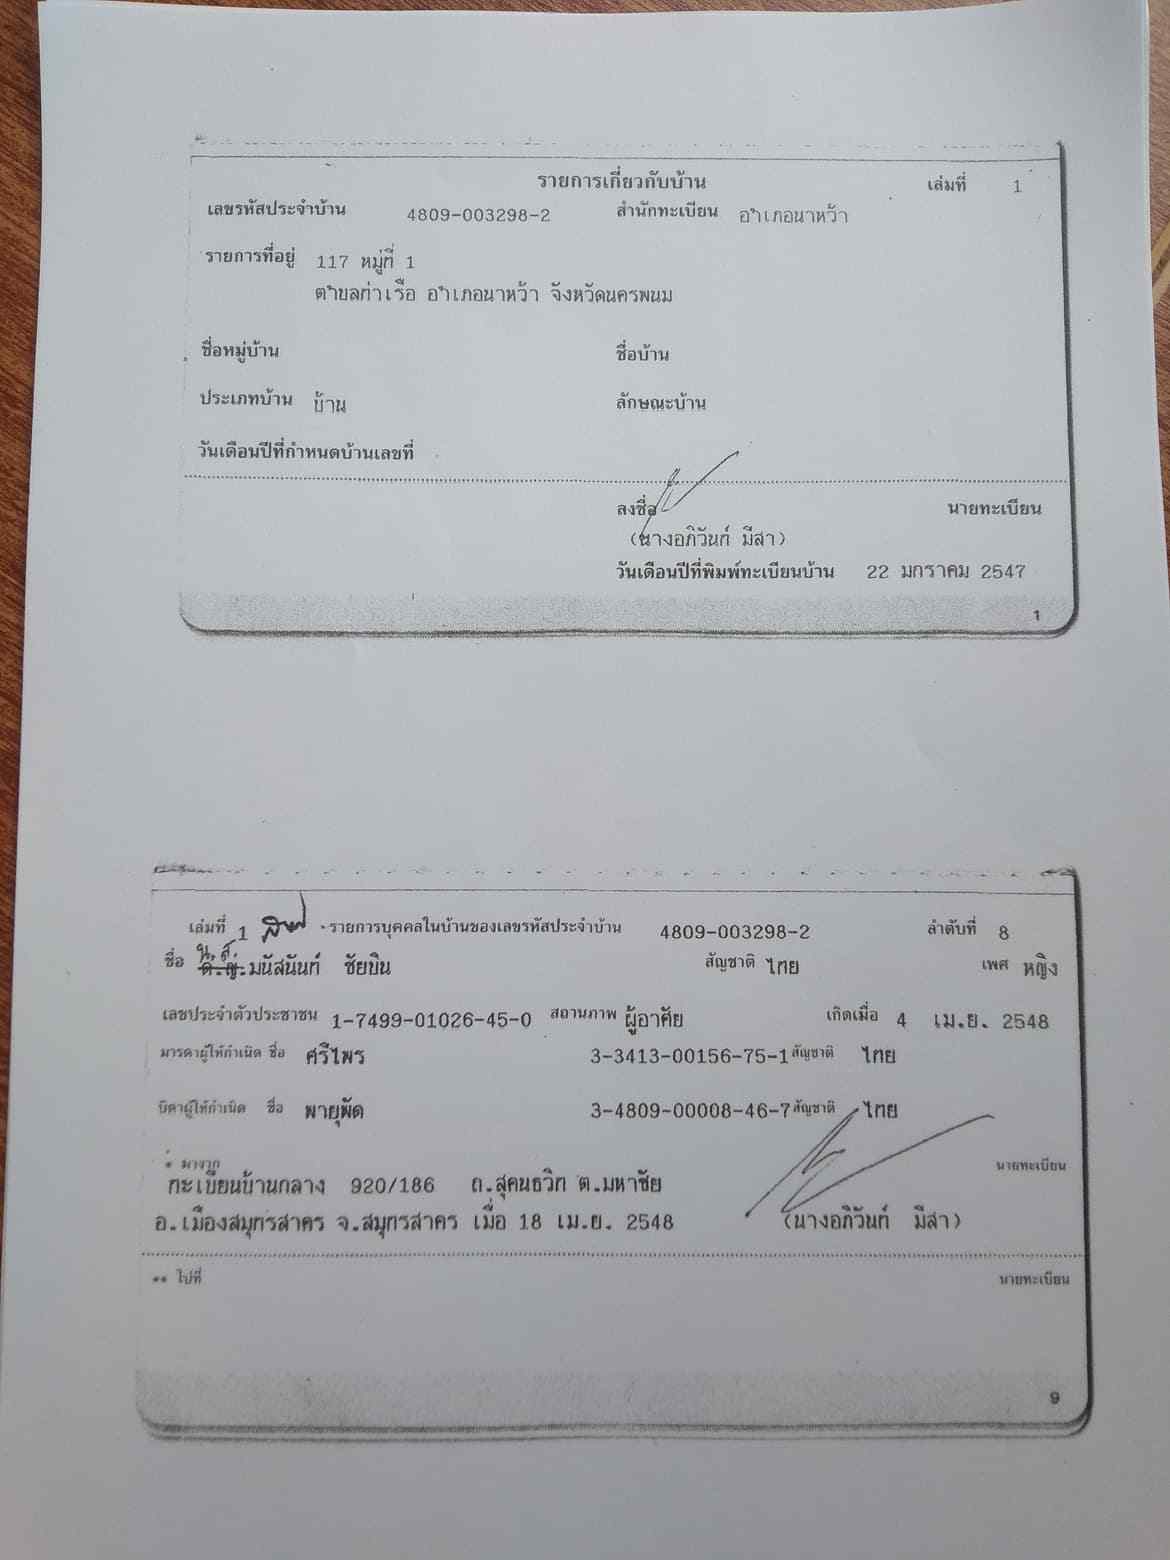 รายการเกี่ยวกับบ้าน เล่มที่ 1
เลขรหัสประจำบ้าน 4809-003298-2 สำนักทะเบียน อำเภอนาหว้า
รายการที่อยู่ 117 หมู่ที่ 1
ตำบลท่าเรือ อำเภอนาหว้า จังหวัดนครพนม
ชื่อหมู่บ้าน ชื่อบ้าน
ประเภทบ้าน บ้าน ลักษณะบ้าน
วันเดือนปีที่กำหนดบ้านเลขที่
ลงชื่อ นายทะเบียน
(นางอภิวันท์ มีสา)
วันเดือนปีที่พิมพ์ทะเบียนบ้าน 22 มกราคม 2547
1
เล่มที่ 1 รายการบุคคลในบ้านของเลขรหัสประจำบ้าน 4809-003298-2 ลำดับที่ 8
น.ส.
ชื่อ ด.ญ.มนัสนันท์ ชัยบิน สัญชาติ ไทย เพศ หญิง
เลขประจำตัวประชาชน 1-7499-01026-45-0 สถานภาพ ผู้อาศัย เกิดเมื่อ 4 เม.ย. 2548
มารดาผู้ให้กำเนิด ชื่อ ศรีไพร 3-3413-00156-75-1 สัญชาติ ไทย
บิดาผู้ให้กำเนิด ชื่อ พายุพัด 3-4809-00008-46-7 สัญชาติ ไทย
* มาจาก นายทะเบียน
ทะเบียนบ้านกลาง 920/186 ถ.สุคนธวิท ต.มหาชัย
อ.เมืองสมุทรสาคร จ.สมุทรสาคร เมื่อ 18 เม.ย. 2548 (นางอภิวันท์ มีสา)
** ไปที่ นายทะเบียน
9